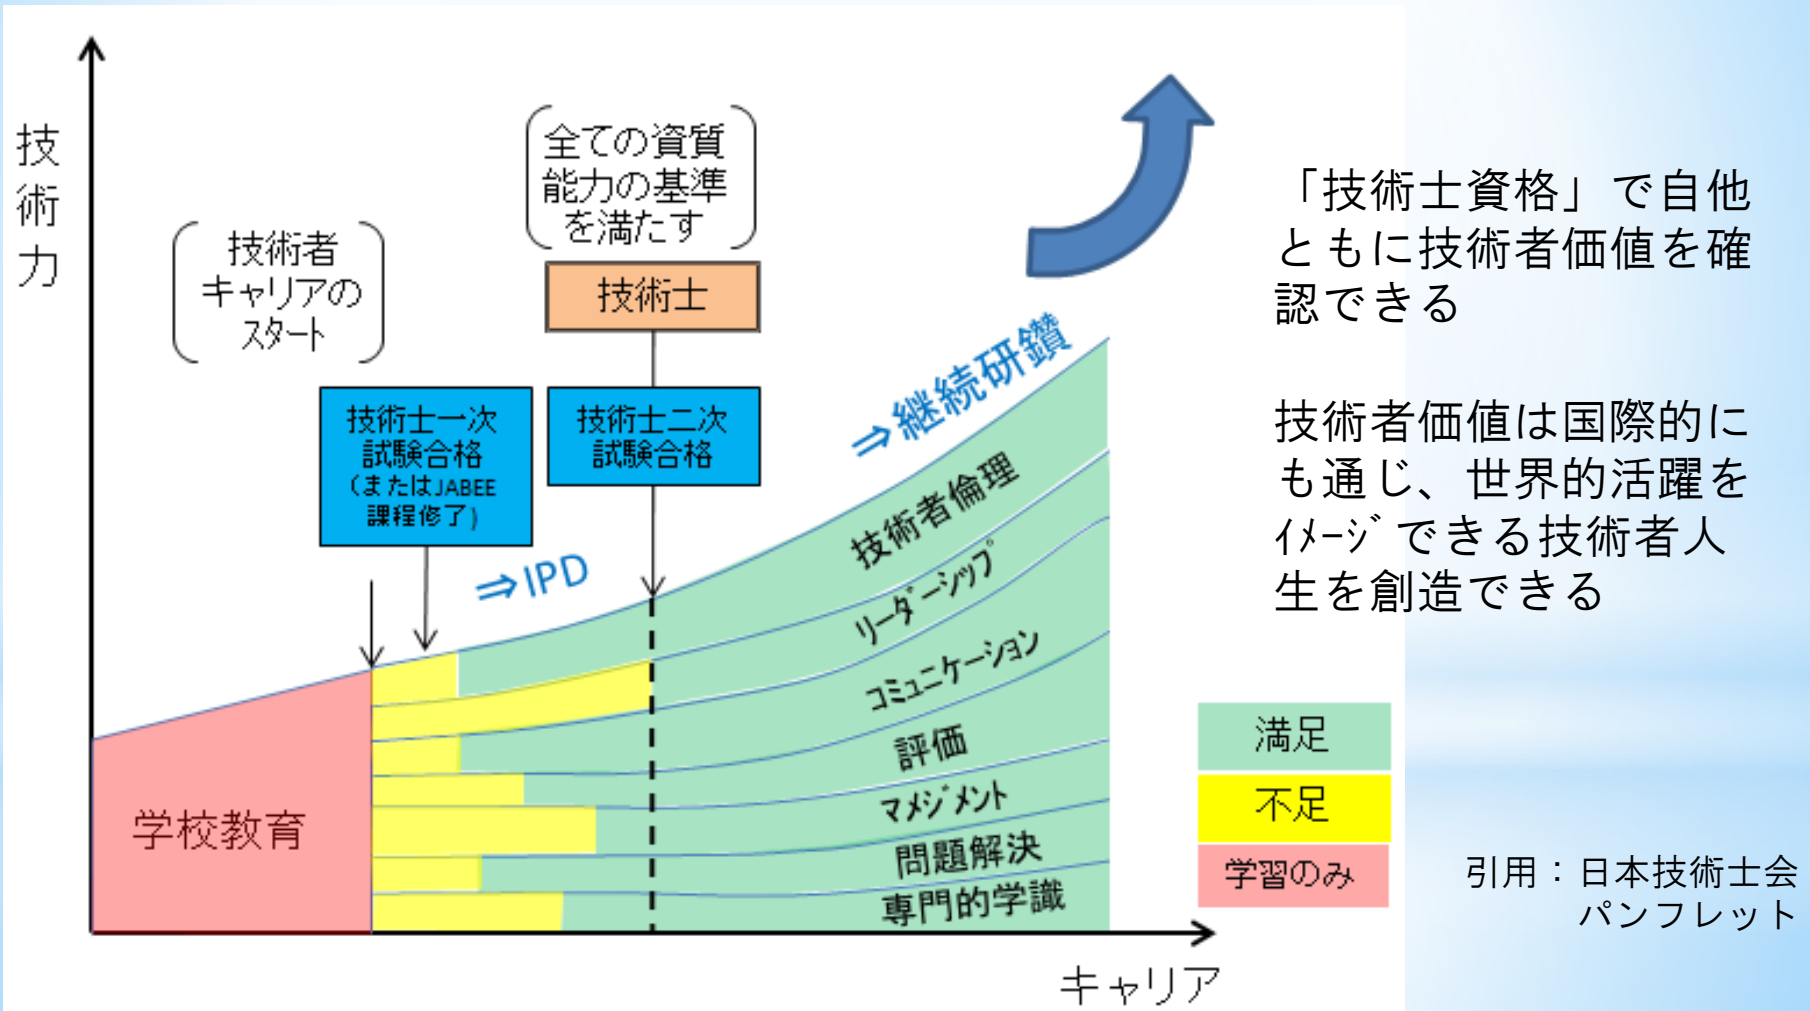 技術力
全ての資質
能力の基準
を満たす
技術者
キャリアの
スタート
技術士
技術士一次
試験合格
(またはJABEE
課程修了)
技術士二次
試験合格
⇒IPD
⇒継続研鑽
技術者倫理
リーダーシップ
コミュニケーション
評価
マメジメント
問題解決
専門的学識
学校教育
キャリア
「技術士資格」で自他
ともに技術者価値を確
認できる
技術者価値は国際的に
も通じ、世界的活躍を
イメージできる技術者人
生を創造できる
満足
不足
学習のみ
引用：日本技術士会
パンフレット